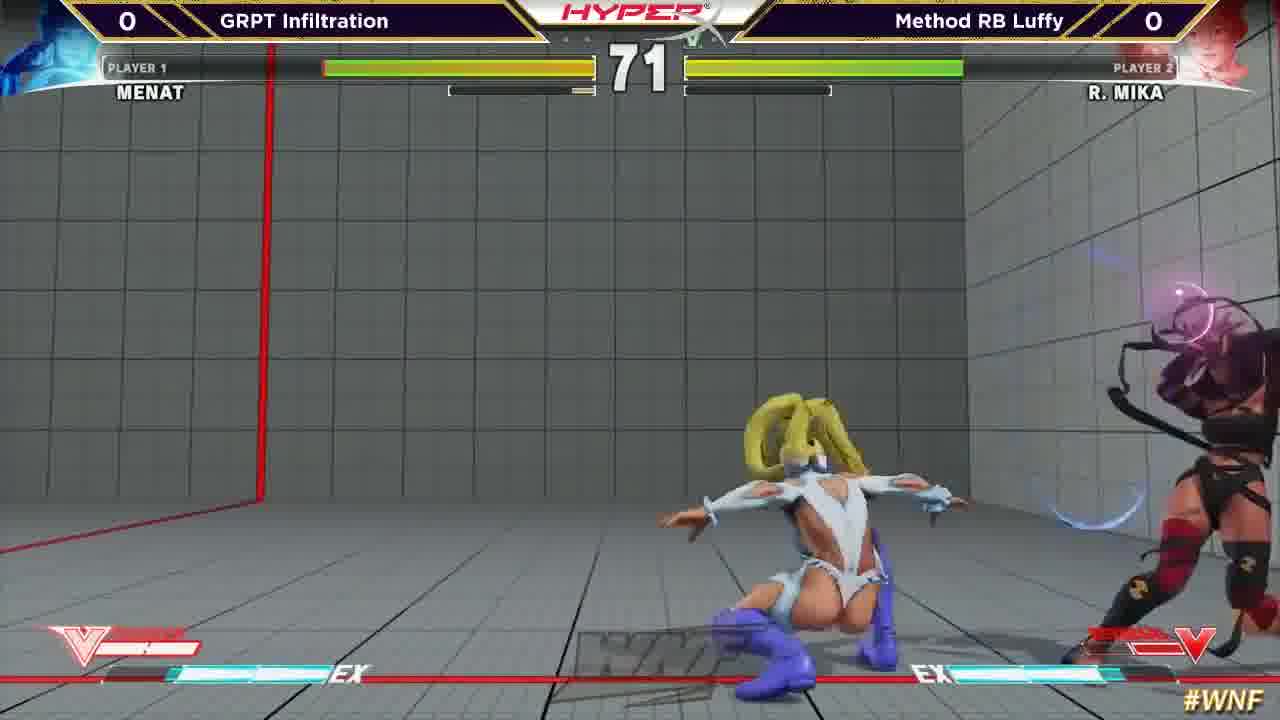 0 GRPT Infiltration HYPER X Method RB Luffy 0
PLAYER 1 71 PLAYER 2
MENAT R. MIKA
WNF
V EX EX V
#WNF